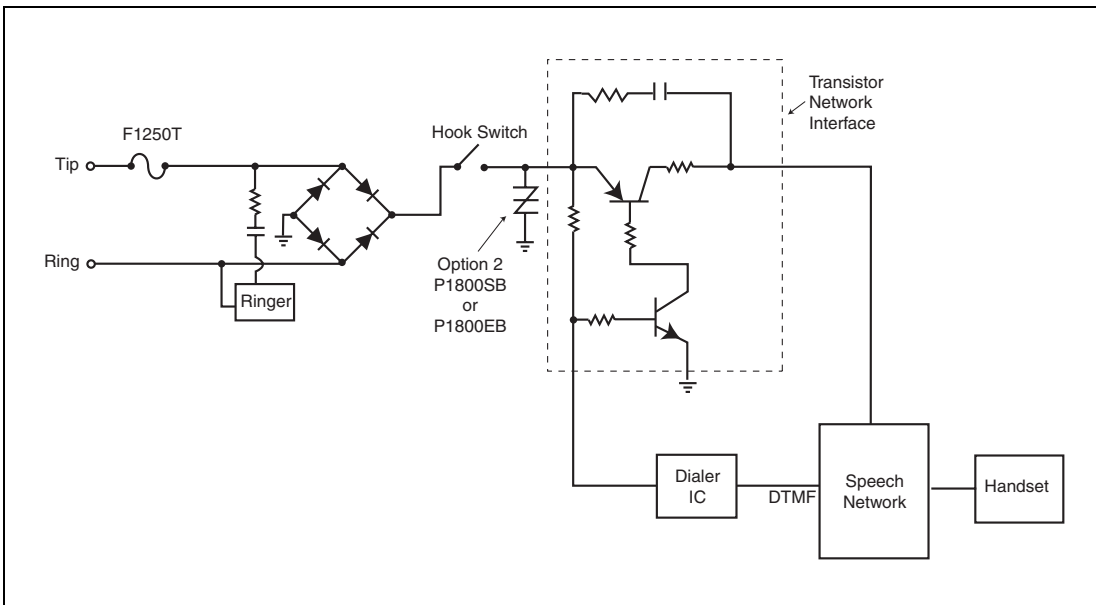 Transistor
Network
Interface
F1250T
Hook Switch
Tip
Ring
Ringer
Option 2
P1800SB
or
P1800EB
Dialer
IC
DTMF
Speech
Network
Handset